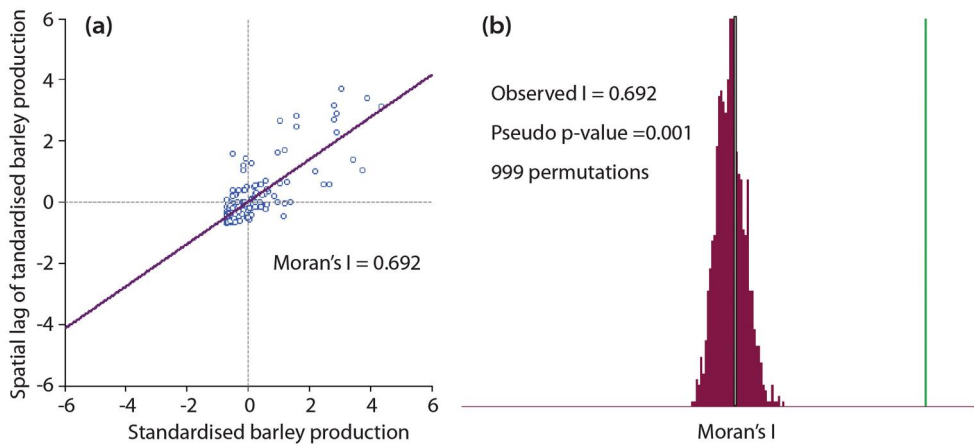 (a)
6
4
2
0
-2
-4
-6
-6
-4
-2
0
2
4
6
Spatial lag of tandardised barley production
Standardised barley production
Moran's I = 0.692
(b)
Observed I = 0.692
Pseudo p-value =0.001
999 permutations
Moran's I